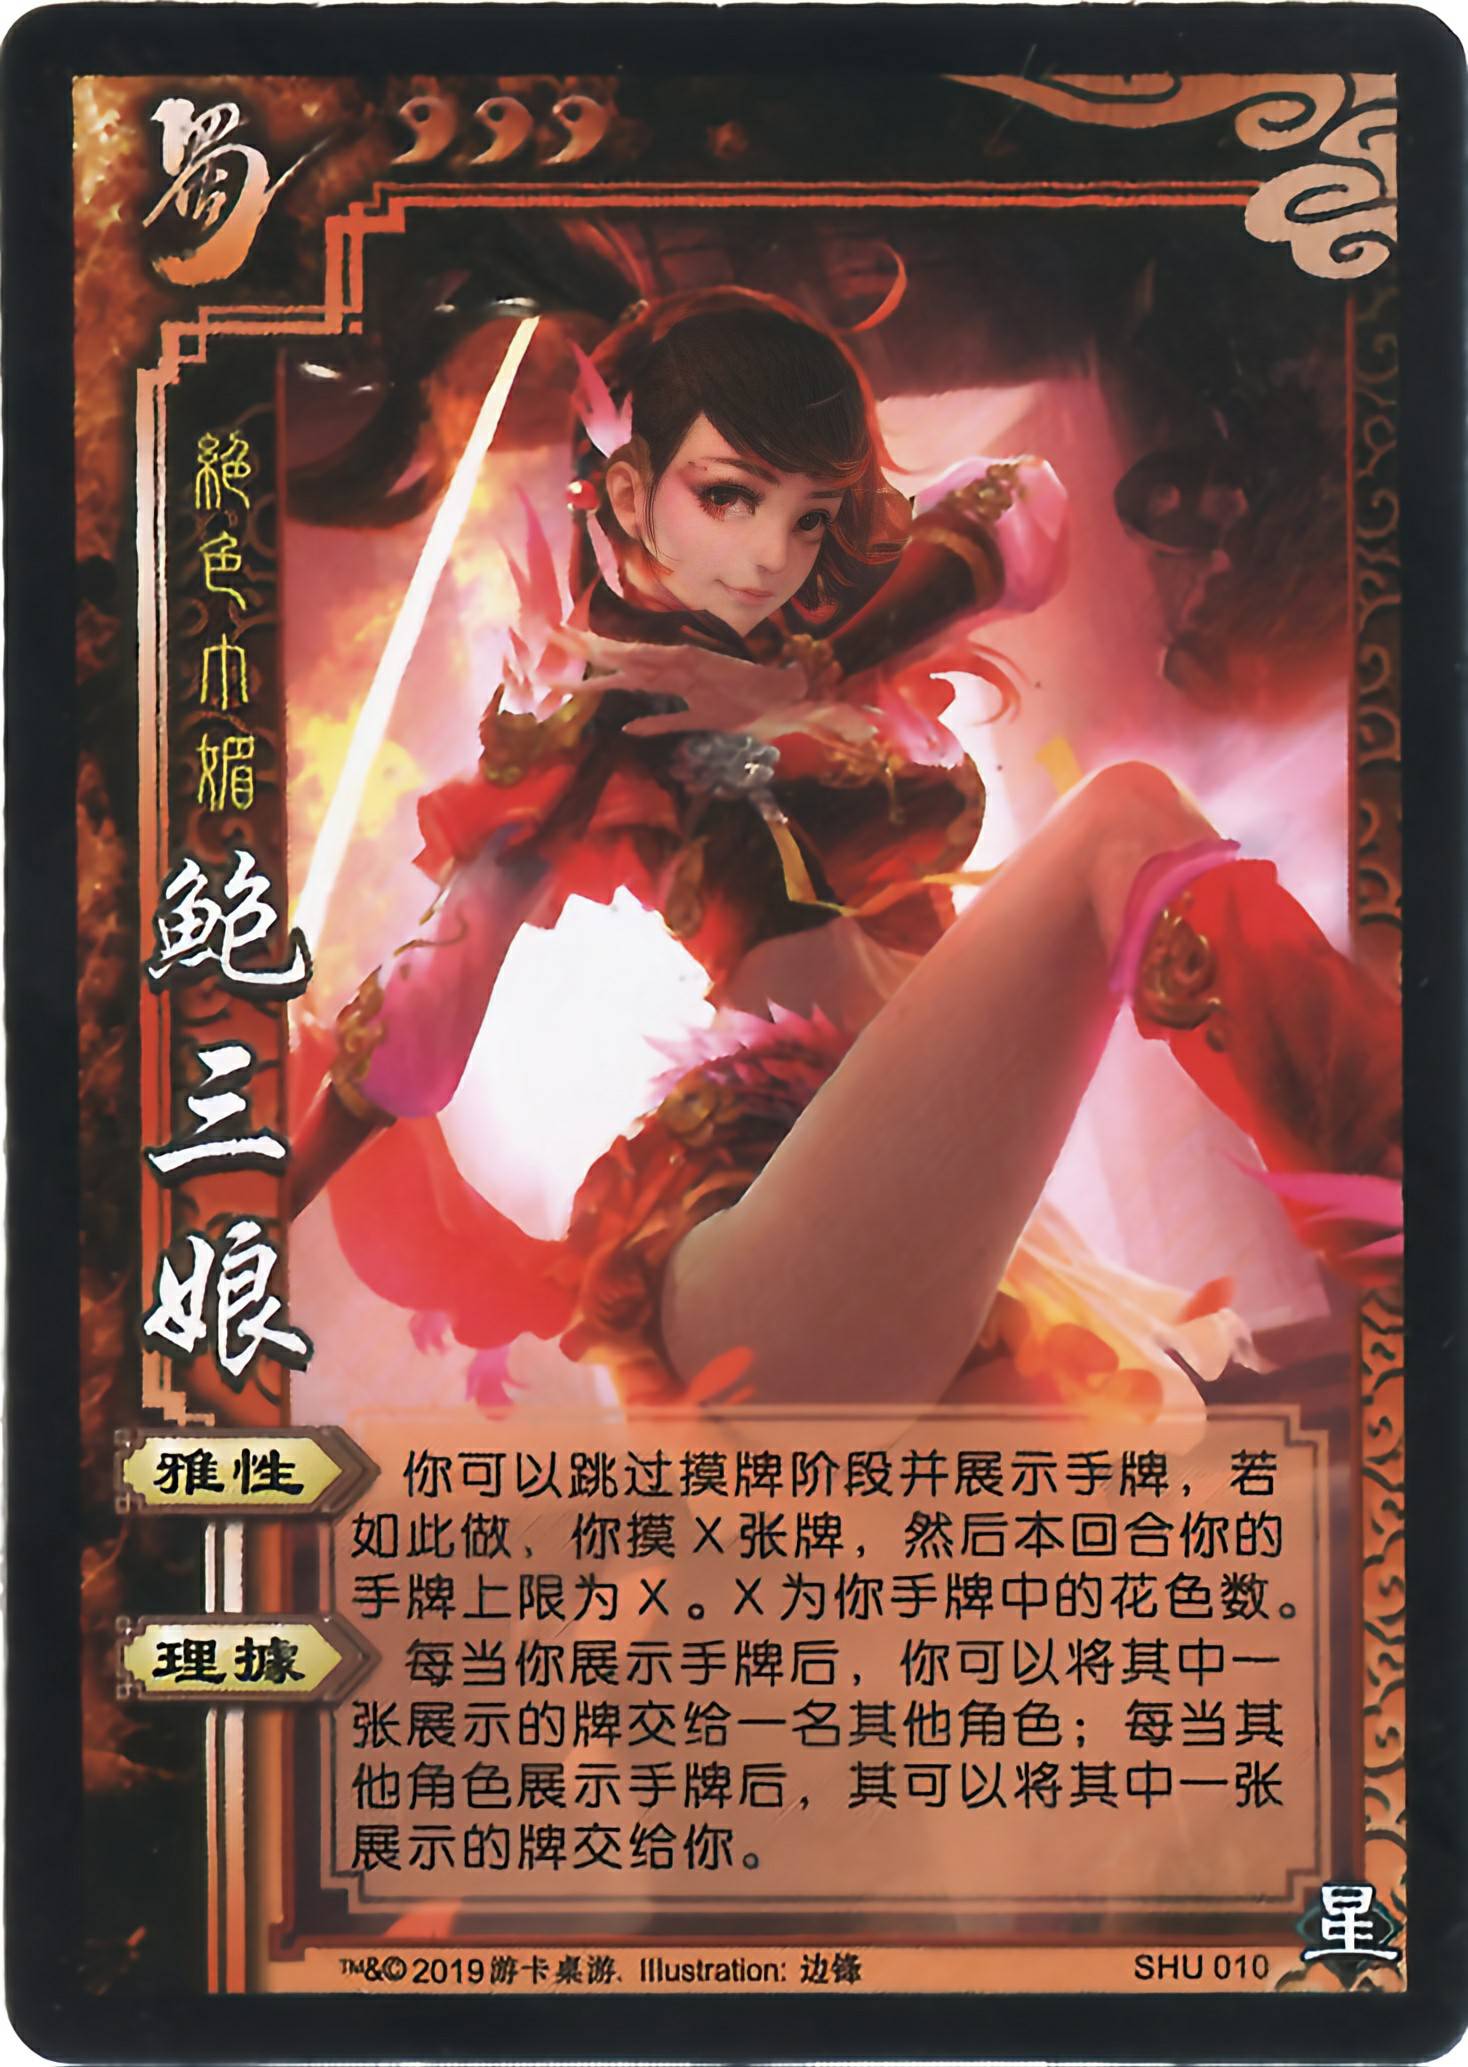 蜀
絕色巾媚
鲍三娘
雅性
你可以跳过摸牌阶段并展示手牌，若
如此做，你摸X张牌，然后本回合你的
手牌上限为X。X为你手牌中的花色数。
理據
每当你展示手牌后，你可以将其中一
张展示的牌交给一名其他角色；每当其
他角色展示手牌后，其可以将其中一张
展示的牌交给你。
™&©2019游卡桌游. Illustration: 边锋
SHU 010
星